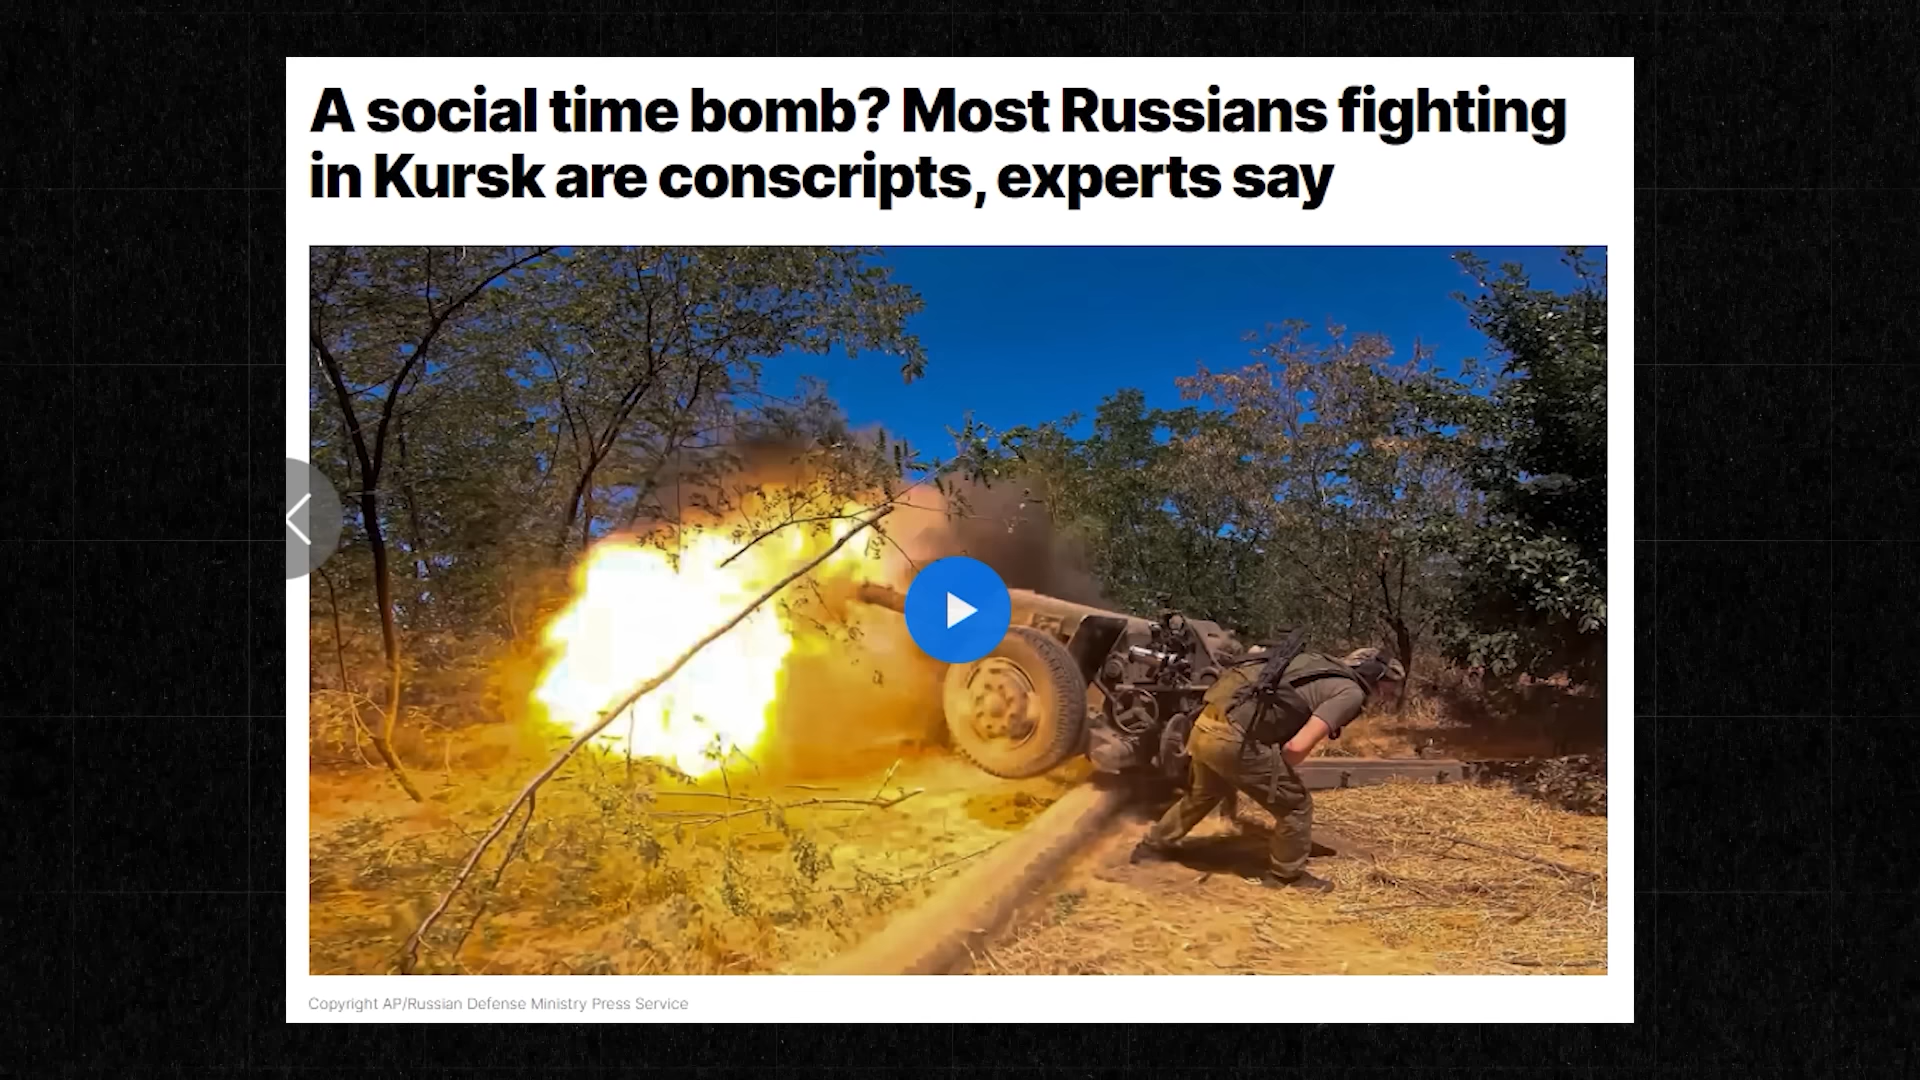 A social time bomb? Most Russians fighting
in Kursk are conscripts, experts say
Copyright AP/Russian Defense Ministry Press Service